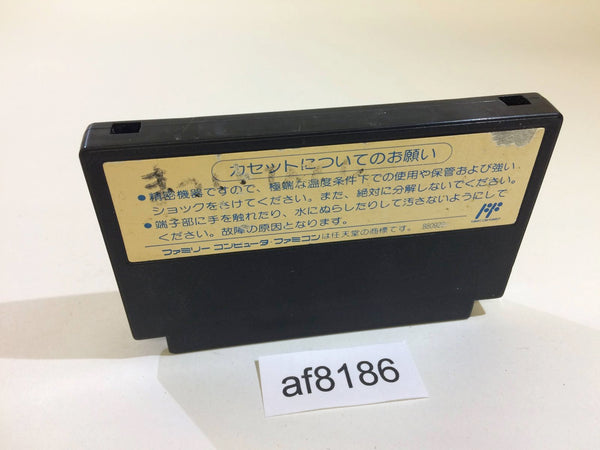 カセットについてのお願い
●精密機器ですので、極端な温度条件下での使用や保管および強い
ショックをさけてください。また、絶対に分解しないでください。
●端子部に手を触れたり、水にぬらしたりして汚さないようにして
ください。故障の原因となります。
ファミリーコンピュータ・ファミコンは任天堂の商標です。
af8186